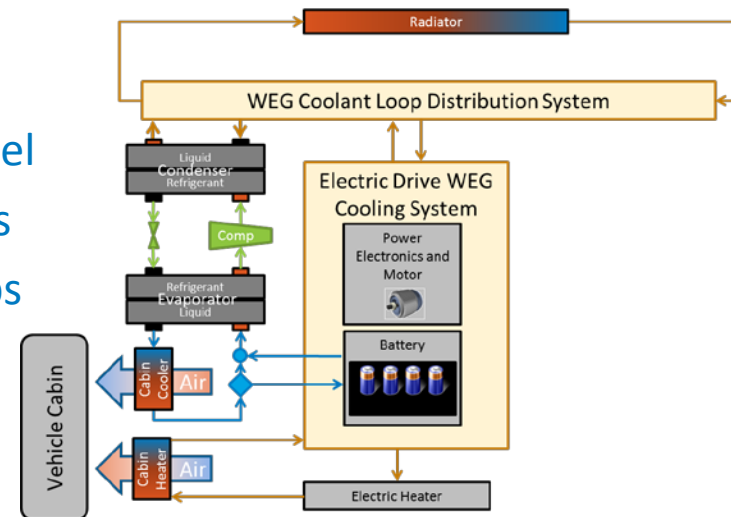 Radiator
WEG Coolant Loop Distribution System
el
s
os
Liquid
Condenser
Refrigerant
Comp
Refrigerant
Evaporator
Liquid
Electric Drive WEG
Cooling System
Power
Electronics and
Motor
Battery
Vehicle Cabin
Cabin
Cooler
Air
Cabin
Heater
Air
Electric Heater